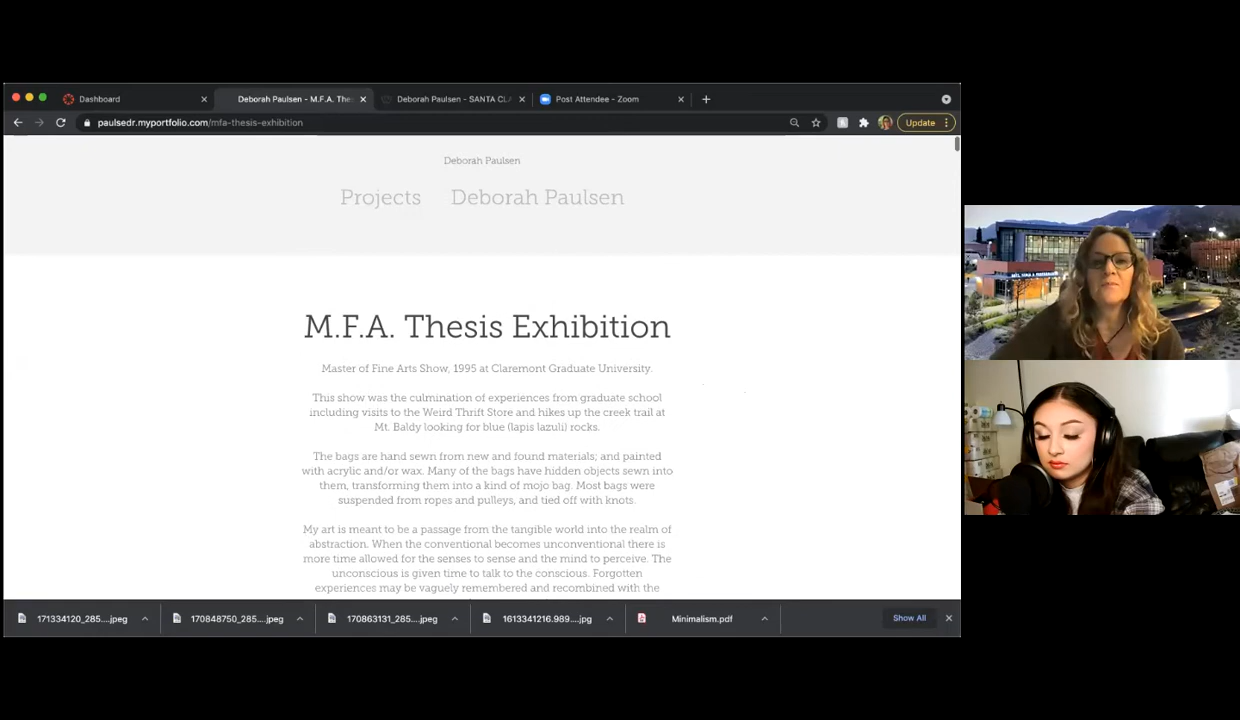 Dashboard
Deborah Paulsen - M.F.A. The
Deborah Paulsen - SANTA CL
Post Attendee - Zoom
paulsedr.myportfolio.com/mfa-thesis-exhibition
Update
Deborah Paulsen
Projects Deborah Paulsen
M.F.A. Thesis Exhibition
Master of Fine Arts Show, 1995 at Claremont Graduate University.
This show was the culmination of experiences from graduate school
including visits to the Weird Thrift Store and hikes up the creek trail at
Mt. Baldy looking for blue (lapis lazuli) rocks.
The bags are hand sewn from new and found materials; and painted
with acrylic and/or wax. Many of the bags have hidden objects sewn into
them, transforming them into a kind of mojo bag. Most bags were
suspended from ropes and pulleys, and tied off with knots.
My art is meant to be a passage from the tangible world into the realm of
abstraction. When the conventional becomes unconventional there is
more time allowed for the senses to sense and the mind to perceive. The
unconscious is given time to talk to the conscious. Forgotten
experiences may be vaguely remembered and recombined with the
171334120_285....jpeg
170848750_285....jpeg
170863131_285....jpeg
1613341216.989....jpg
Minimalism.pdf
Show All